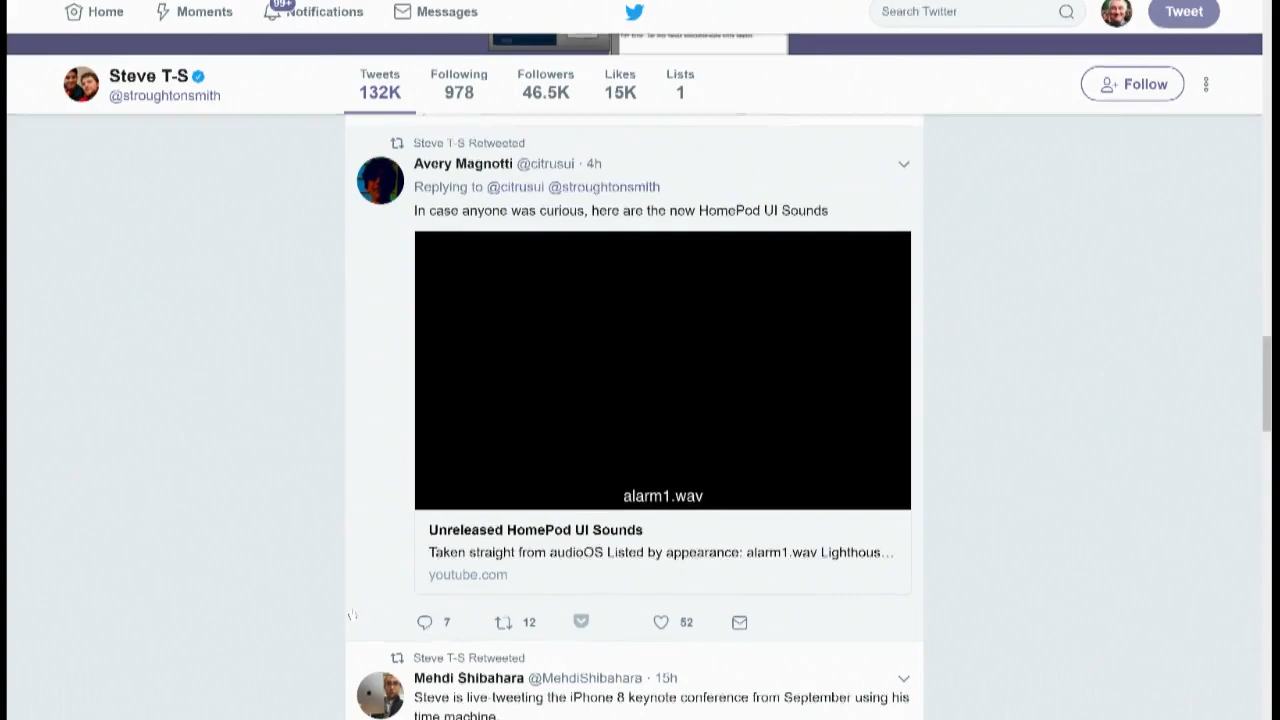 Home
Moments
99+
Notifications
Messages
Search Twitter
Tweet
Steve T-S
@stroughtonsmith
Tweets
132K
Following
978
Followers
46.5K
Likes
15K
Lists
1
Follow
Steve T-S Retweeted
Avery Magnotti @citrusui · 4h
Replying to @citrusui @stroughtonsmith
In case anyone was curious, here are the new HomePod UI Sounds
alarm1.wav
Unreleased HomePod UI Sounds
Taken straight from audioOS Listed by appearance: alarm1.wav Lighthous...
youtube.com
7
12
52
Steve T-S Retweeted
Mehdi Shibahara @MehdiShibahara · 15h
Steve is live-tweeting the iPhone 8 keynote conference from September using his
time machine.